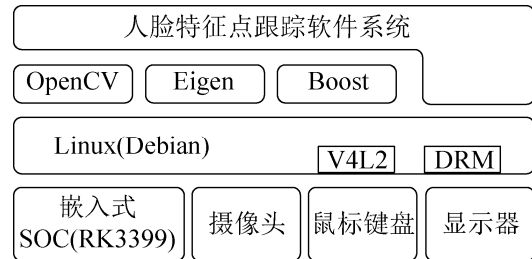 人脸特征点跟踪软件系统
OpenCV Eigen Boost
Linux(Debian) V4L2 DRM
嵌入式
SOC(RK3399) 摄像头 鼠标键盘 显示器